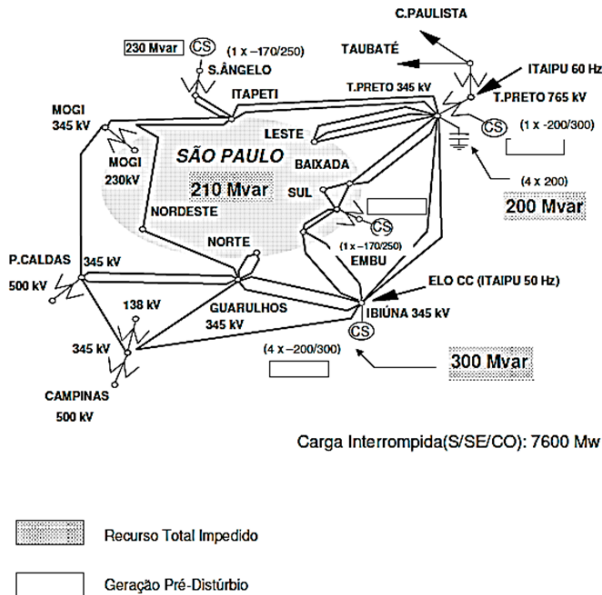 C.PAULISTA
TAUBATÉ
230 Mvar
CS
(1 x -170/250)
S.ÂNGELO
ITAIPU 60 Hz
ITAPETI
T.PRETO 345 kV
T.PRETO 765 kV
MOGI
345 kV
LESTE
CS
(1 x -200/300)
MOGI
230kV
SÃO PAULO
BAIXADA
210 Mvar
SUL
(4 x 200)
200 Mvar
NORDESTE
CS
(1x -170/250)
NORTE
EMBU
P.CALDAS
500 kV
345 kV
ELO CC (ITAIPU 50 Hz)
138 kV
GUARULHOS
345 kV
IBIÚNA 345 kV
CS
345 kV
(4 x -200/300)
300 Mvar
CAMPINAS
500 kV
Carga Interrompida(S/SE/CO): 7600 Mw
Recurso Total Impedido
Geração Pré-Distúrbio